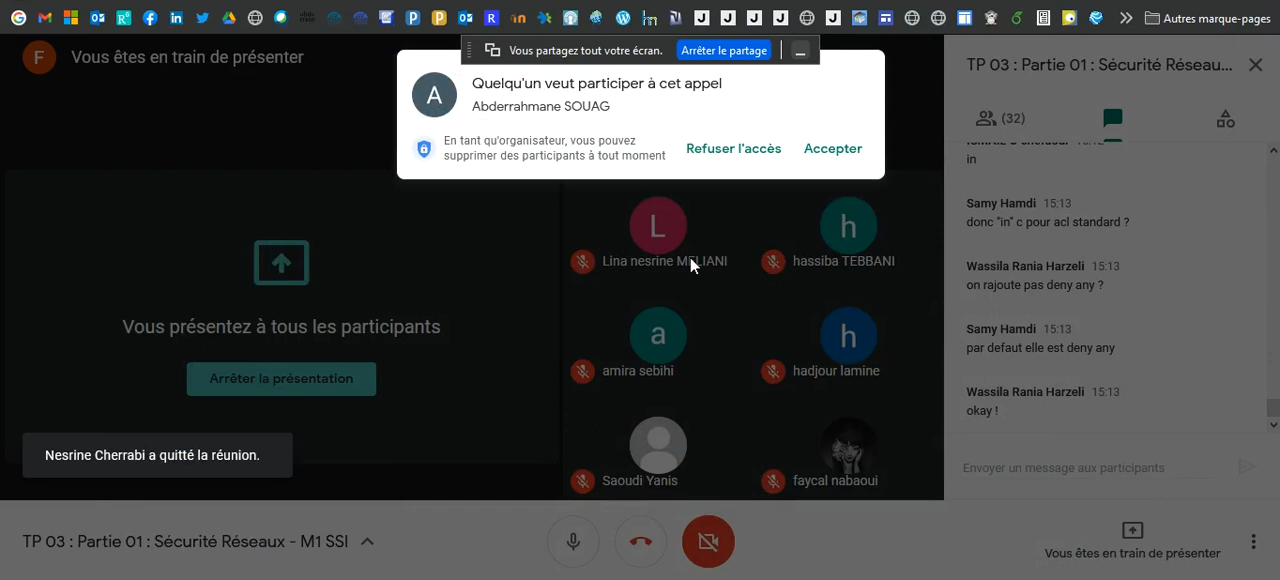 Autres marque-pages
F
Vous êtes en train de présenter
Vous partagez tout votre écran.
Arrêter le partage
A
Quelqu'un veut participer à cet appel
Abderrahmane SOUAG
En tant qu'organisateur, vous pouvez
supprimer des participants à tout moment
Refuser l'accès
Accepter
TP 03 : Partie 01 : Sécurité Réseau...
(32)
in
Samy Hamdi 15:13
donc "in" c pour acl standard ?
Wassila Rania Harzeli 15:13
on rajoute pas deny any ?
Samy Hamdi 15:13
par defaut elle est deny any
Wassila Rania Harzeli 15:13
okay !
Envoyer un message aux participants
Vous présentez à tous les participants
Arrêter la présentation
L
Lina nesrine MELIANI
h
hassiba TEBBANI
a
amira sebihi
h
hadjour lamine
Saoudi Yanis
faycal nabaoui
Nesrine Cherrabi a quitté la réunion.
TP 03 : Partie 01 : Sécurité Réseaux - M1 SSI
Vous êtes en train de présenter